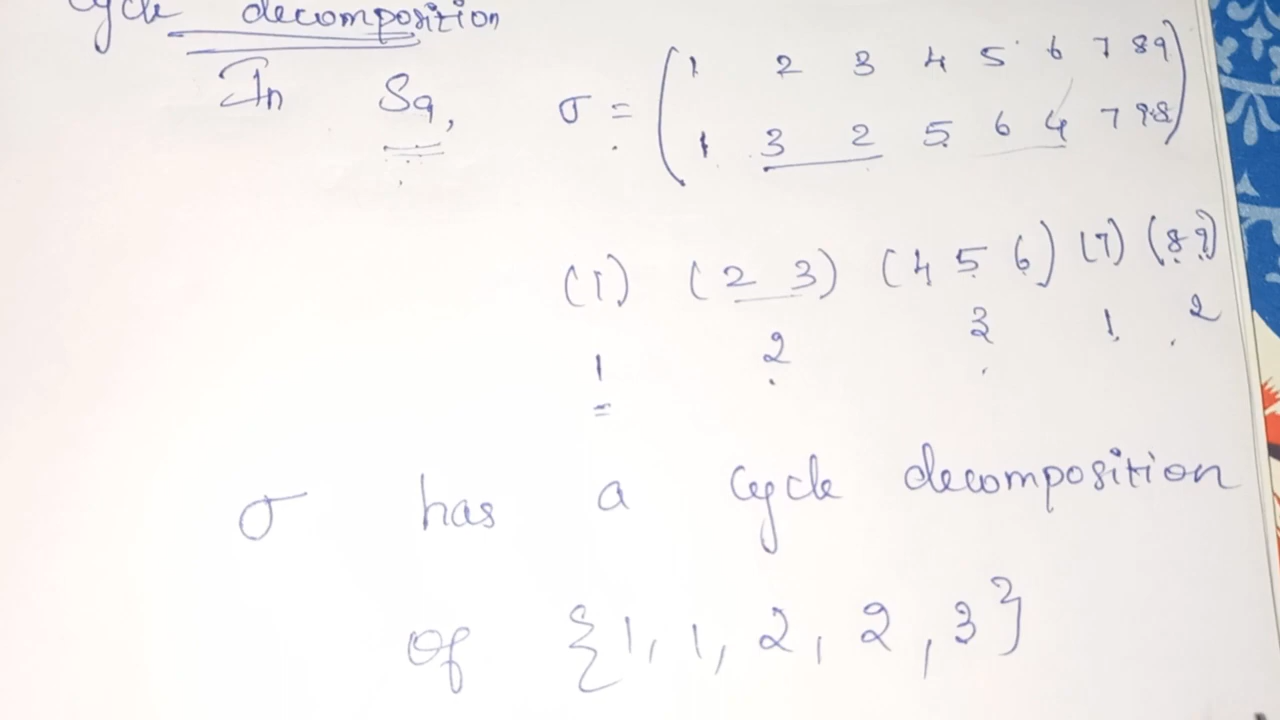 Cycle decomposition
In S9, σ = (1 2 3 4 5 6 7 8 9
1 3 2 5 6 4 7 9 8)
(1) (2 3) (4 5 6) (7) (8 9)
1 2 3 1 2
σ has a Cycle decomposition
of {1, 1, 2, 2, 3}